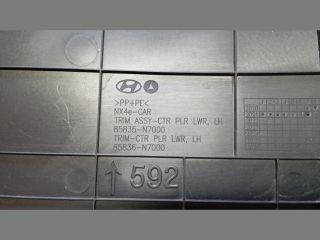 >PP+PE<
NX4e-CAR
TRIM ASSY-CTR PLR LWR, LH
85835-N7000
TRIM-CTR PLR LWR, LH
85836-N7000
↑ 592